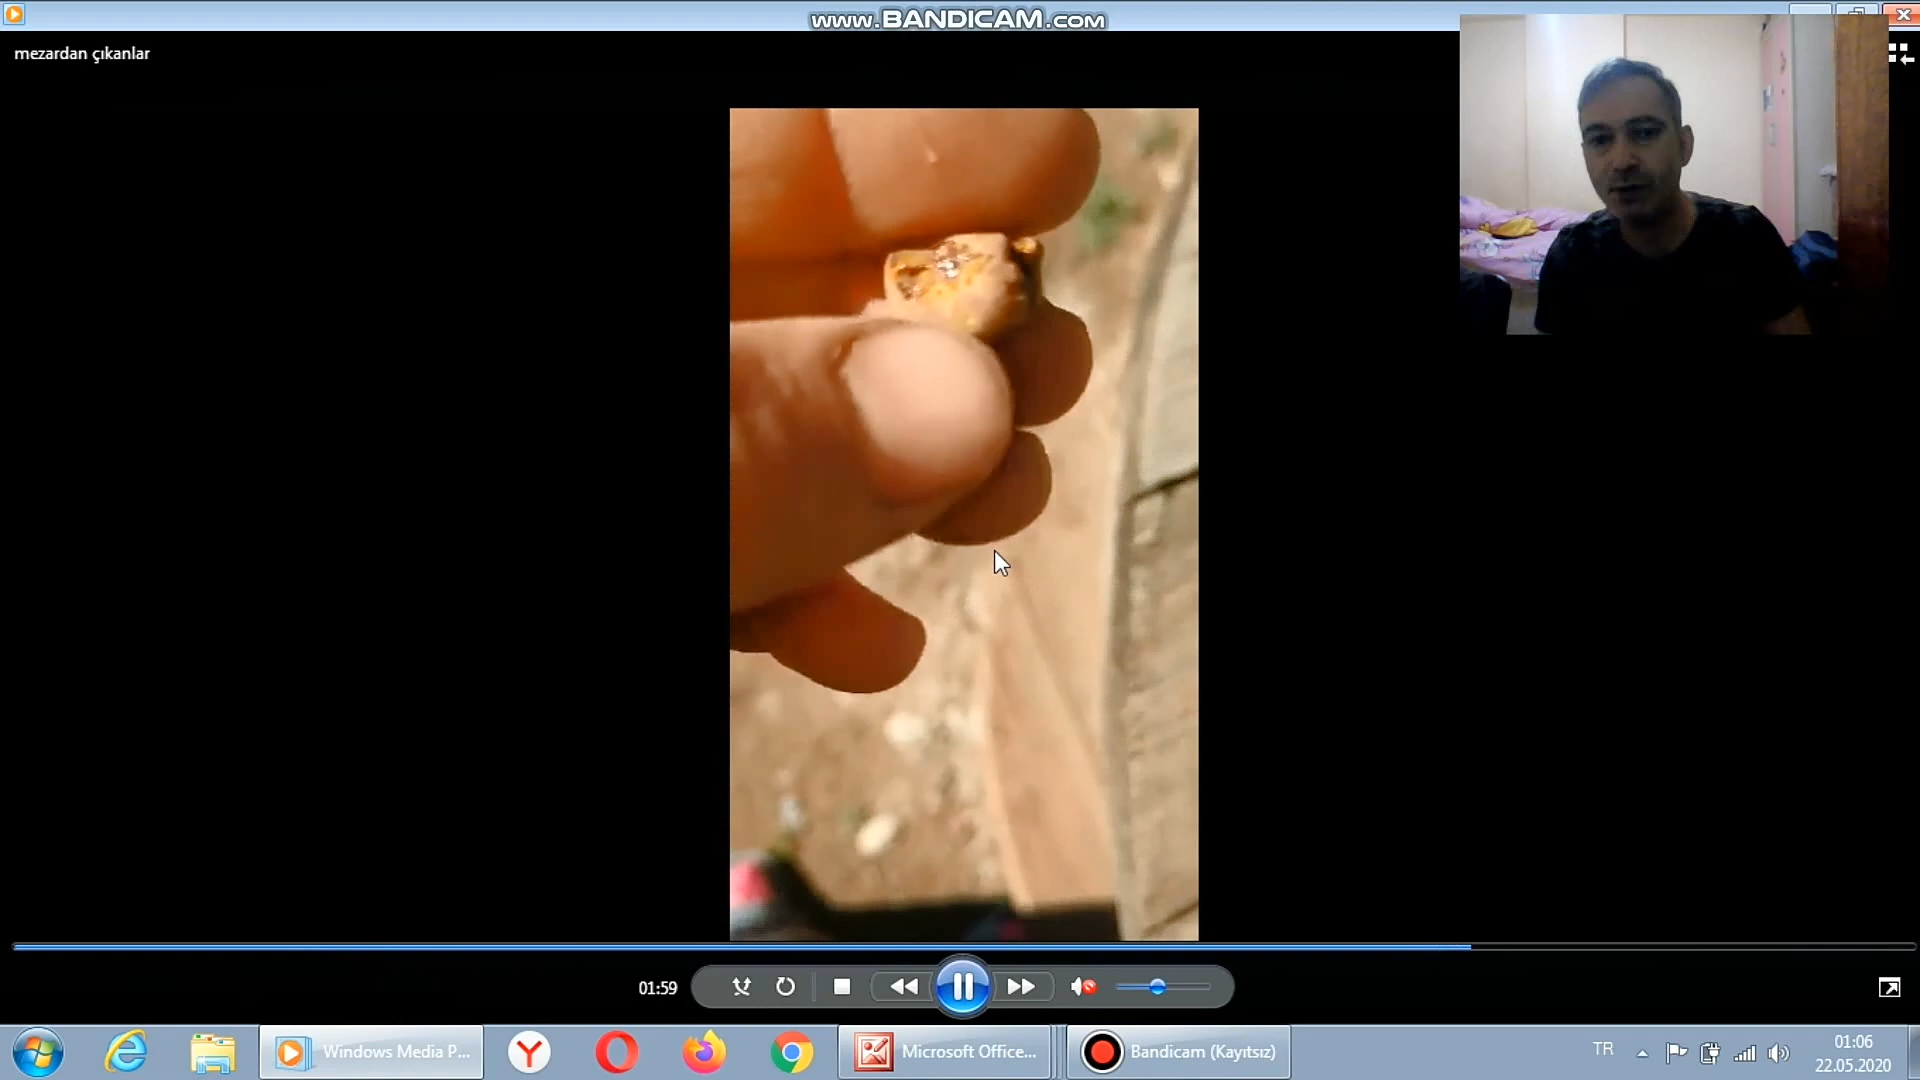 www.BANDICAM.com
mezardan çıkanlar
01:59
Windows Media P...
Microsoft Office...
Bandicam (Kayıtsız)
TR
01:06
22.05.2020